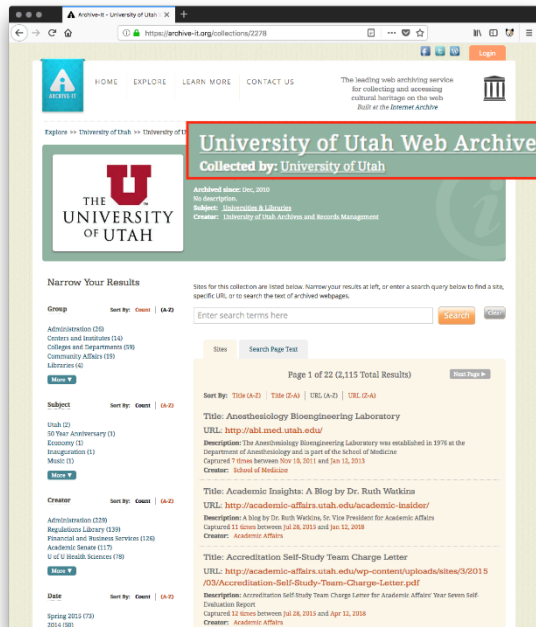 Archive-It - University of Utah
https://archive-it.org/collections/2278
Login
ARCHIVE-IT
HOME EXPLORE LEARN MORE CONTACT US
The leading web archiving service
for collecting and accessing
cultural heritage on the web
Built at the Internet Archive
Explore >> University of Utah >> University of U
University of Utah Web Archive
Collected by: University of Utah
Archived since: Dec, 2010
No description.
Subject: Universities & Libraries
Creator: University of Utah Archives and Records Management
THE
UNIVERSITY
OF UTAH
Narrow Your Results
Sites for this collection are listed below. Narrow your results at left, or enter a search query below to find a site,
specific URL, or to search the text of archived webpages.
Enter search terms here
Search
Clear
Group Sort By: Count | (A-Z)
Administration (26)
Centers and Institutes (14)
Colleges and Departments (59)
Community Affairs (19)
Libraries (4)
More ▼
Subject Sort By: Count | (A-Z)
Utah (2)
50 Year Anniversary (1)
Economy (1)
Inauguration (1)
Music (1)
More ▼
Creator Sort By: Count | (A-Z)
Administration (229)
Regulations Library (139)
Financial and Business Services (126)
Academic Senate (117)
U of U Health Sciences (78)
More ▼
Date Sort By: Count | (A-Z)
Spring 2015 (73)
2014 (58)
Sites Search Page Text
Page 1 of 22 (2,115 Total Results)
Next Page ►
Sort By: Title (A-Z) | Title (Z-A) | URL (A-Z) | URL (Z-A)
Title: Anesthesiology Bioengineering Laboratory
URL: http://abl.med.utah.edu/
Description: The Anesthesiology Bioengineering Laboratory was established in 1976 at the
Department of Anesthesiology and is part of the School of Medicine
Captured 7 times between Nov 18, 2011 and Jan 12, 2013
Creator: School of Medicine
Title: Academic Insights: A Blog by Dr. Ruth Watkins
URL: http://academic-affairs.utah.edu/academic-insider/
Description: A blog by Dr. Ruth Watkins, Sr. Vice President for Academic Affairs
Captured 11 times between Jul 28, 2015 and Jan 12, 2018
Creator: Academic Affairs
Title: Accreditation Self-Study Team Charge Letter
URL: http://academic-affairs.utah.edu/wp-content/uploads/sites/3/2015
/03/Accreditation-Self-Study-Team-Charge-Letter.pdf
Description: Accreditation Self-Study Team Charge Letter for Academic Affairs' Year Seven Self-
Evaluation Report
Captured 12 times between Jul 28, 2015 and Apr 12, 2018
Creator: Academic Affairs